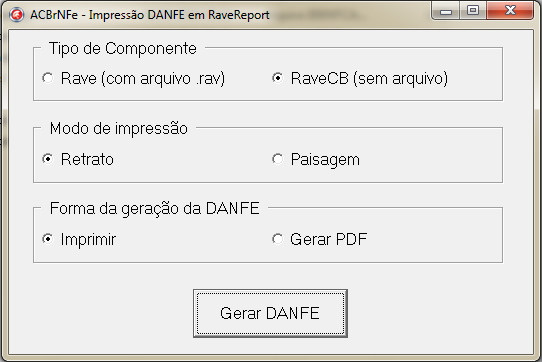 ACBrNFe - Impressão DANFE em RaveReport
Tipo de Componente
Rave (com arquivo .rav) RaveCB (sem arquivo)
Modo de impressão
Retrato Paisagem
Forma da geração da DANFE
Imprimir Gerar PDF
Gerar DANFE